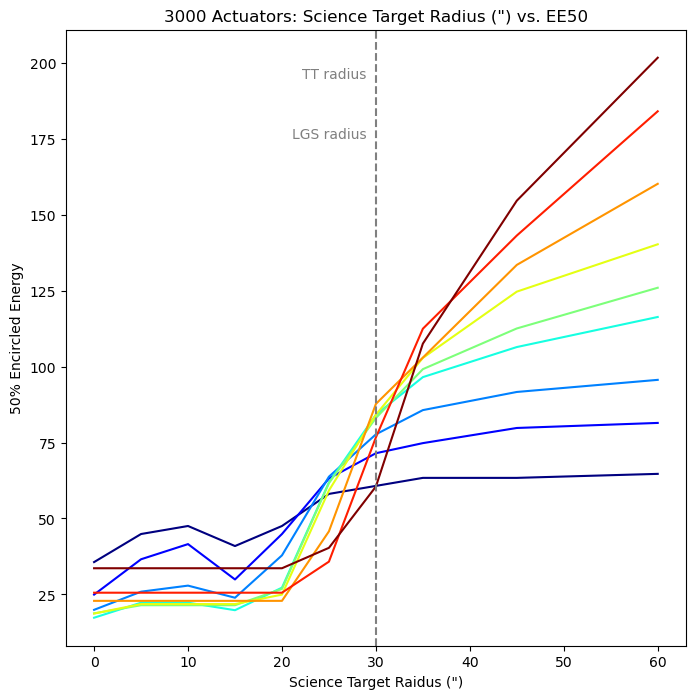 3000 Actuators: Science Target Radius (") vs. EE50
200
175
150
125
100
75
50
25
50% Encircled Energy
TT radius
LGS radius
0 10 20 30 40 50 60
Science Target Raidus (")